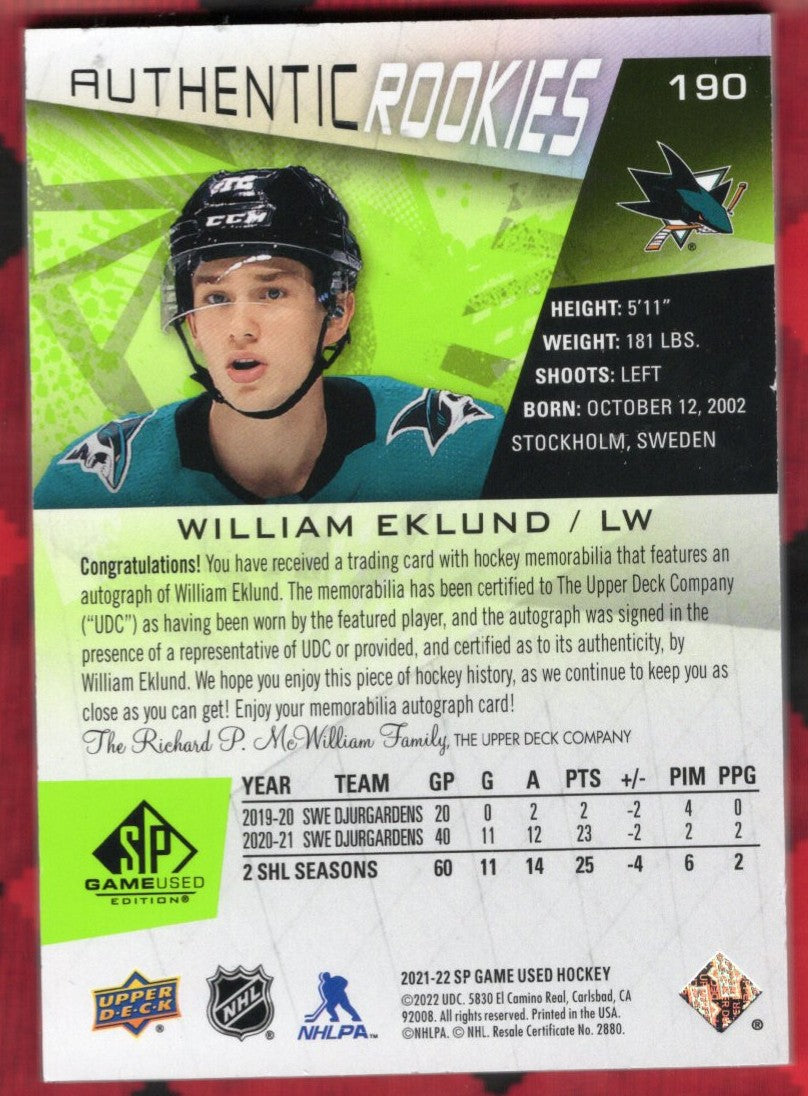 AUTHENTIC ROOKIES
190
CCM
HEIGHT: 5'11"
WEIGHT: 181 LBS.
SHOOTS: LEFT
BORN: OCTOBER 12, 2002
STOCKHOLM, SWEDEN
WILLIAM EKLUND / LW
Congratulations! You have received a trading card with hockey memorabilia that features an
autograph of William Eklund. The memorabilia has been certified to The Upper Deck Company
("UDC") as having been worn by the featured player, and the autograph was signed in the
presence of a representative of UDC or provided, and certified as to its authenticity, by
William Eklund. We hope you enjoy this piece of hockey history, as we continue to keep you as
close as you can get! Enjoy your memorabilia autograph card!
The Richard P. McWilliam Family, THE UPPER DECK COMPANY
YEAR TEAM GP G A PTS +/- PIM PPG
2019-20 SWE DJURGARDENS 20 0 2 2 -2 4 0
2020-21 SWE DJURGARDENS 40 11 12 23 -2 2 2
2 SHL SEASONS 60 11 14 25 -4 6 2
SP
GAMEUSED
EDITION®
UPPER
D·E·C·K
®
NHL
®
NHLPA™
2021-22 SP GAME USED HOCKEY
©2022 UDC. 5830 El Camino Real, Carlsbad, CA
92008. All rights reserved. Printed in the USA.
©NHLPA. © NHL. Resale Certificate No. 2880.
®